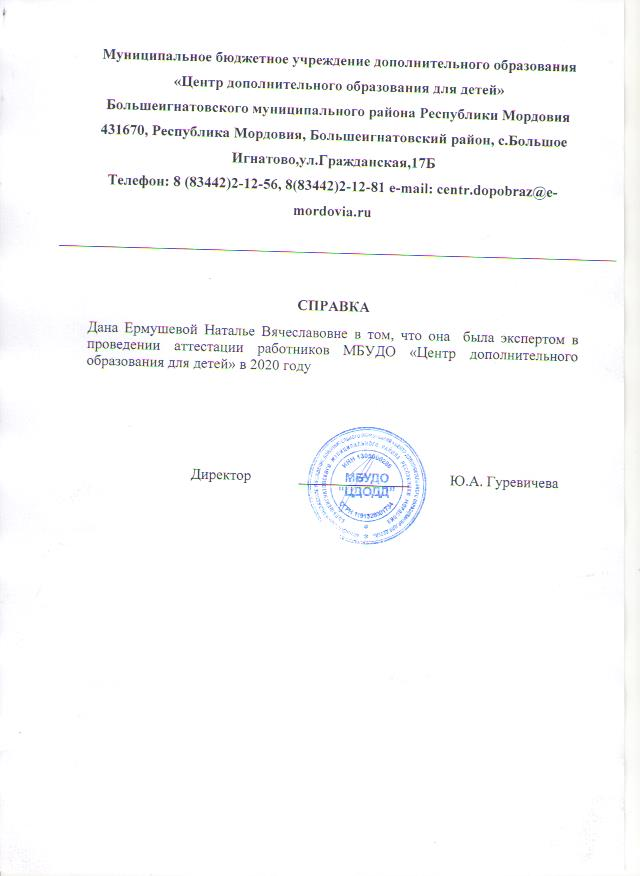 Муниципальное бюджетное учреждение дополнительного образования
«Центр дополнительного образования для детей»
Большеигнатовского муниципального района Республики Мордовия
431670, Республика Мордовия, Большеигнатовский район, с.Большое
Игнатово,ул.Гражданская,17Б
Телефон: 8 (83442)2-12-56, 8(83442)2-12-81 e-mail: centr.dopobraz@e-
mordovia.ru
СПРАВКА
Дана Ермушевой Наталье Вячеславовне в том, что она была экспертом в
проведении аттестации работников МБУДО «Центр дополнительного
образования для детей» в 2020 году
Директор
МБУДО
"ЦДОДД"
Ю.А. Гуревичева